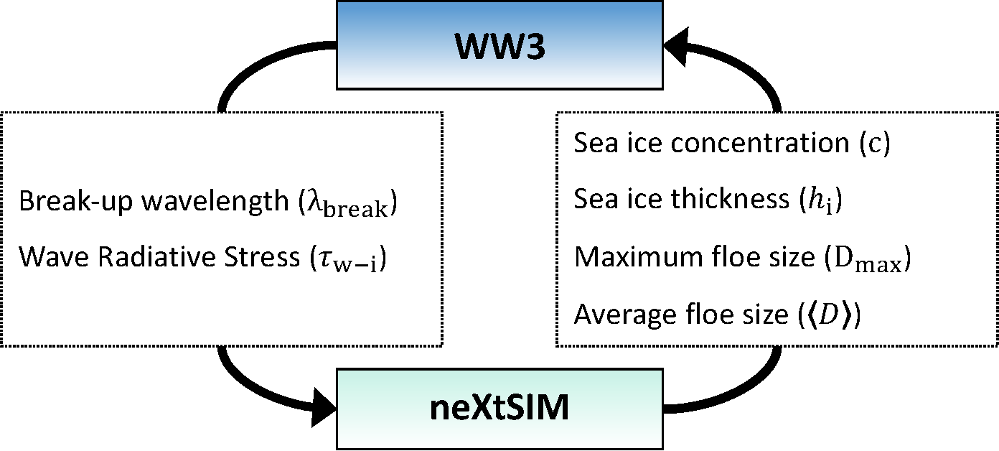 WW3
Break-up wavelength (λbreak)
Wave Radiative Stress (τw−i)
Sea ice concentration (c)
Sea ice thickness (hi)
Maximum floe size (Dmax)
Average floe size (⟨D⟩)
neXtSIM